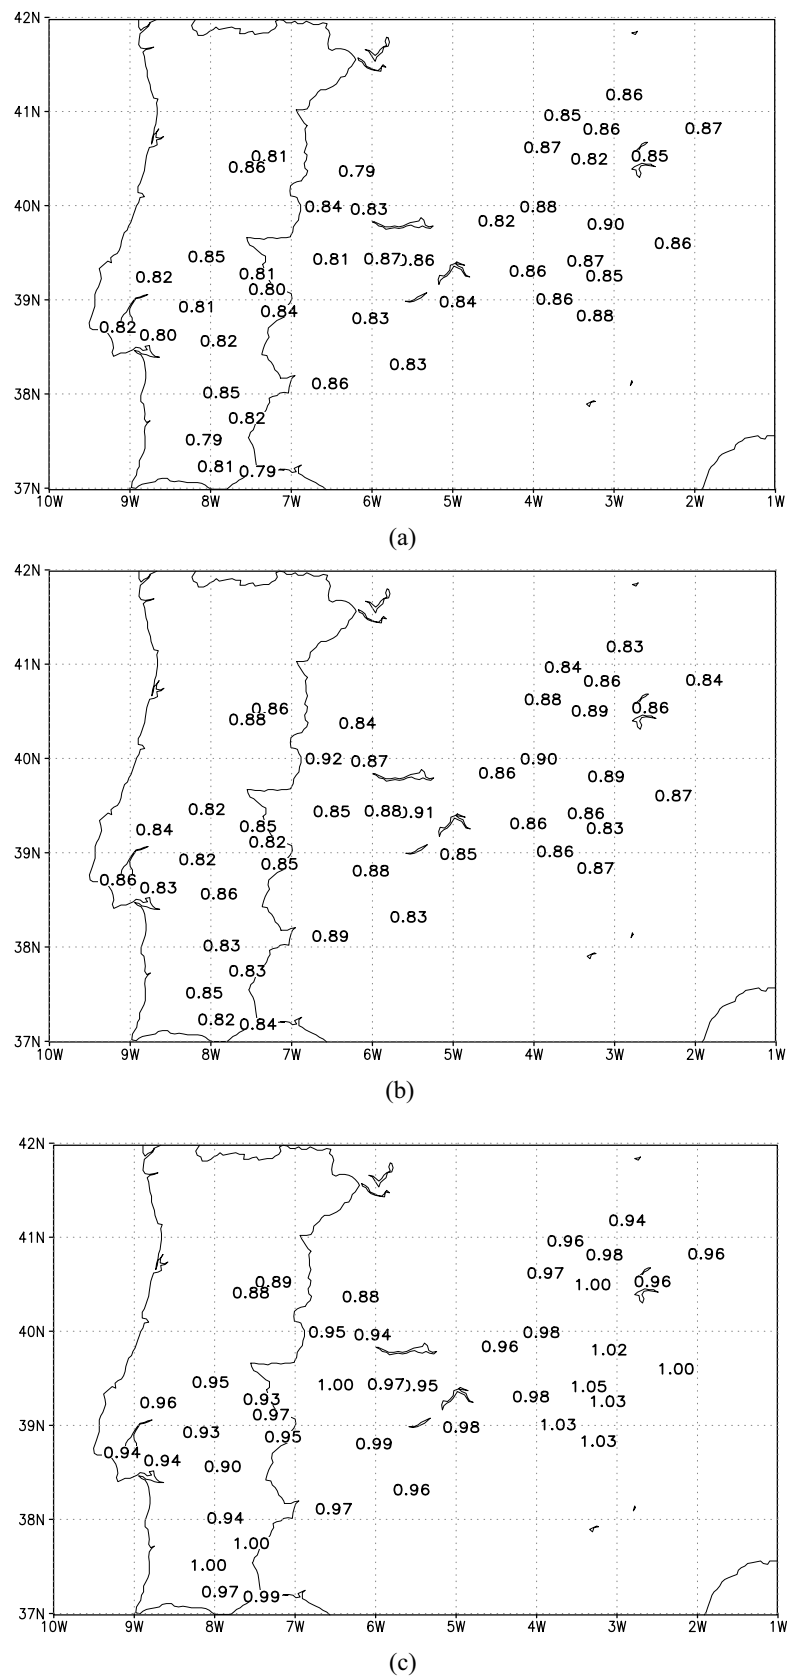 42N
0.86
0.85
41N
0.86 0.87
0.87
0.81 0.82 0.85
0.86 0.79
40N 0.84 0.83 0.88
0.82 0.90
0.86
0.85 0.81 0.87 0.86 0.87
0.82 0.81 0.86 0.85
0.80
39N 0.81 0.84 0.86
0.84 0.83 0.88
0.82 0.80 0.82
0.83
0.86
38N 0.85
0.82
0.79
0.81 0.79
37N
10W 9W 8W 7W 6W 5W 4W 3W 2W 1W
(a)
42N
0.83
41N 0.84
0.86 0.84
0.88
0.86 0.89 0.86
0.88 0.84
40N 0.92 0.87 0.90
0.86 0.89
0.87
0.82 0.85 0.88 0.91 0.86
0.84 0.85 0.86 0.83
0.82
39N 0.82 0.85 0.86
0.85 0.88 0.87
0.86 0.83 0.86
0.83
0.89
38N 0.83
0.83
0.85
0.82 0.84
37N
10W 9W 8W 7W 6W 5W 4W 3W 2W 1W
(b)
42N
0.94
41N 0.96
0.98 0.96
0.97
0.89 1.00 0.96
0.88 0.88
40N 0.95 0.94 0.98
0.96 1.02
1.00
0.95 1.00 0.97 0.95 1.05
0.96 0.93 0.98 1.03
0.97
39N 0.93 0.98 1.03
0.95 0.99 1.03
0.94 0.94 0.90
0.96
0.97
38N 0.94
1.00
1.00
0.97 0.99
37N
10W 9W 8W 7W 6W 5W 4W 3W 2W 1W
(c)